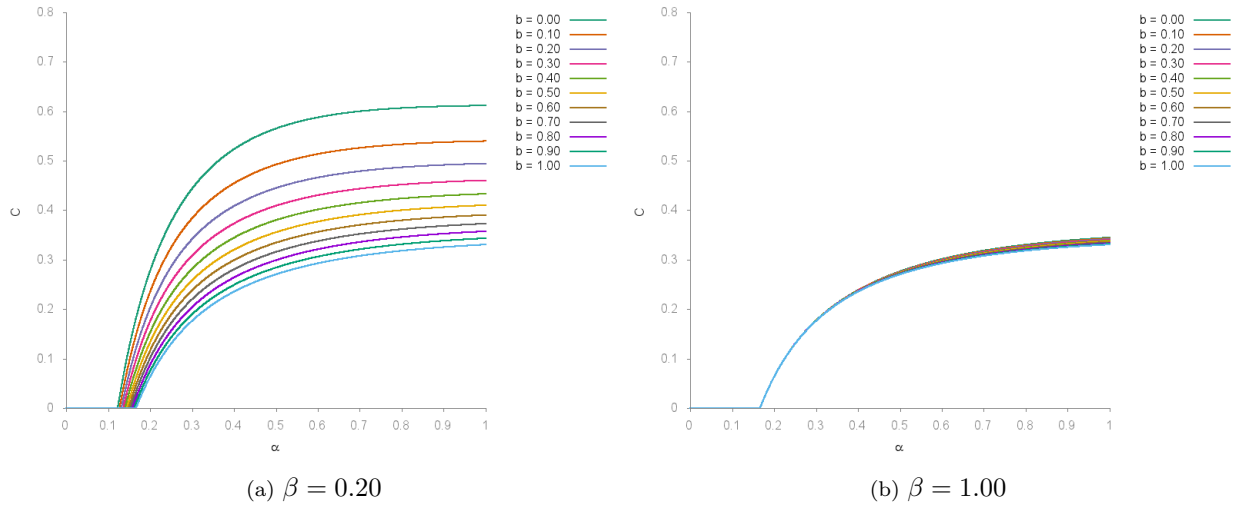 0.8
0.7
0.6
0.5
0.4
0.3
0.2
0.1
0
C
0 0.1 0.2 0.3 0.4 0.5 0.6 0.7 0.8 0.9 1
α
b = 0.00
b = 0.10
b = 0.20
b = 0.30
b = 0.40
b = 0.50
b = 0.60
b = 0.70
b = 0.80
b = 0.90
b = 1.00
(a) β = 0.20
0.8
0.7
0.6
0.5
0.4
0.3
0.2
0.1
0
C
0 0.1 0.2 0.3 0.4 0.5 0.6 0.7 0.8 0.9 1
α
b = 0.00
b = 0.10
b = 0.20
b = 0.30
b = 0.40
b = 0.50
b = 0.60
b = 0.70
b = 0.80
b = 0.90
b = 1.00
(b) β = 1.00